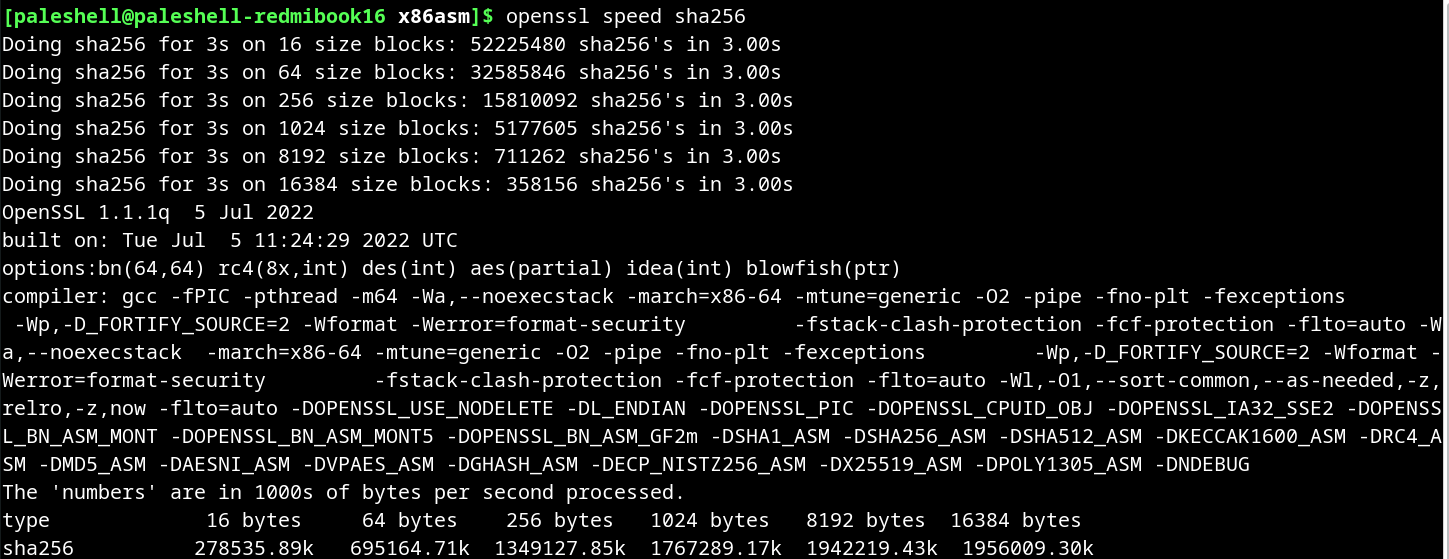 [paleshell@paleshell-redmibook16 x86asm]$ openssl speed sha256
Doing sha256 for 3s on 16 size blocks: 52225480 sha256's in 3.00s
Doing sha256 for 3s on 64 size blocks: 32585846 sha256's in 3.00s
Doing sha256 for 3s on 256 size blocks: 15810092 sha256's in 3.00s
Doing sha256 for 3s on 1024 size blocks: 5177605 sha256's in 3.00s
Doing sha256 for 3s on 8192 size blocks: 711262 sha256's in 3.00s
Doing sha256 for 3s on 16384 size blocks: 358156 sha256's in 3.00s
OpenSSL 1.1.1q  5 Jul 2022
built on: Tue Jul  5 11:24:29 2022 UTC
options:bn(64,64) rc4(8x,int) des(int) aes(partial) idea(int) blowfish(ptr)
compiler: gcc -fPIC -pthread -m64 -Wa,--noexecstack -march=x86-64 -mtune=generic -O2 -pipe -fno-plt -fexceptions
 -Wp,-D_FORTIFY_SOURCE=2 -Wformat -Werror=format-security         -fstack-clash-protection -fcf-protection -flto=auto -W
a,--noexecstack  -march=x86-64 -mtune=generic -O2 -pipe -fno-plt -fexceptions         -Wp,-D_FORTIFY_SOURCE=2 -Wformat -
Werror=format-security         -fstack-clash-protection -fcf-protection -flto=auto -Wl,-O1,--sort-common,--as-needed,-z,
relro,-z,now -flto=auto -DOPENSSL_USE_NODELETE -DL_ENDIAN -DOPENSSL_PIC -DOPENSSL_CPUID_OBJ -DOPENSSL_IA32_SSE2 -DOPENSS
L_BN_ASM_MONT -DOPENSSL_BN_ASM_MONT5 -DOPENSSL_BN_ASM_GF2m -DSHA1_ASM -DSHA256_ASM -DSHA512_ASM -DKECCAK1600_ASM -DRC4_A
SM -DMD5_ASM -DAESNI_ASM -DVPAES_ASM -DGHASH_ASM -DECP_NISTZ256_ASM -DX25519_ASM -DPOLY1305_ASM -DNDEBUG
The 'numbers' are in 1000s of bytes per second processed.
type             16 bytes     64 bytes    256 bytes   1024 bytes   8192 bytes  16384 bytes
sha256          278535.89k   695164.71k  1349127.85k  1767289.17k  1942219.43k  1956009.30k